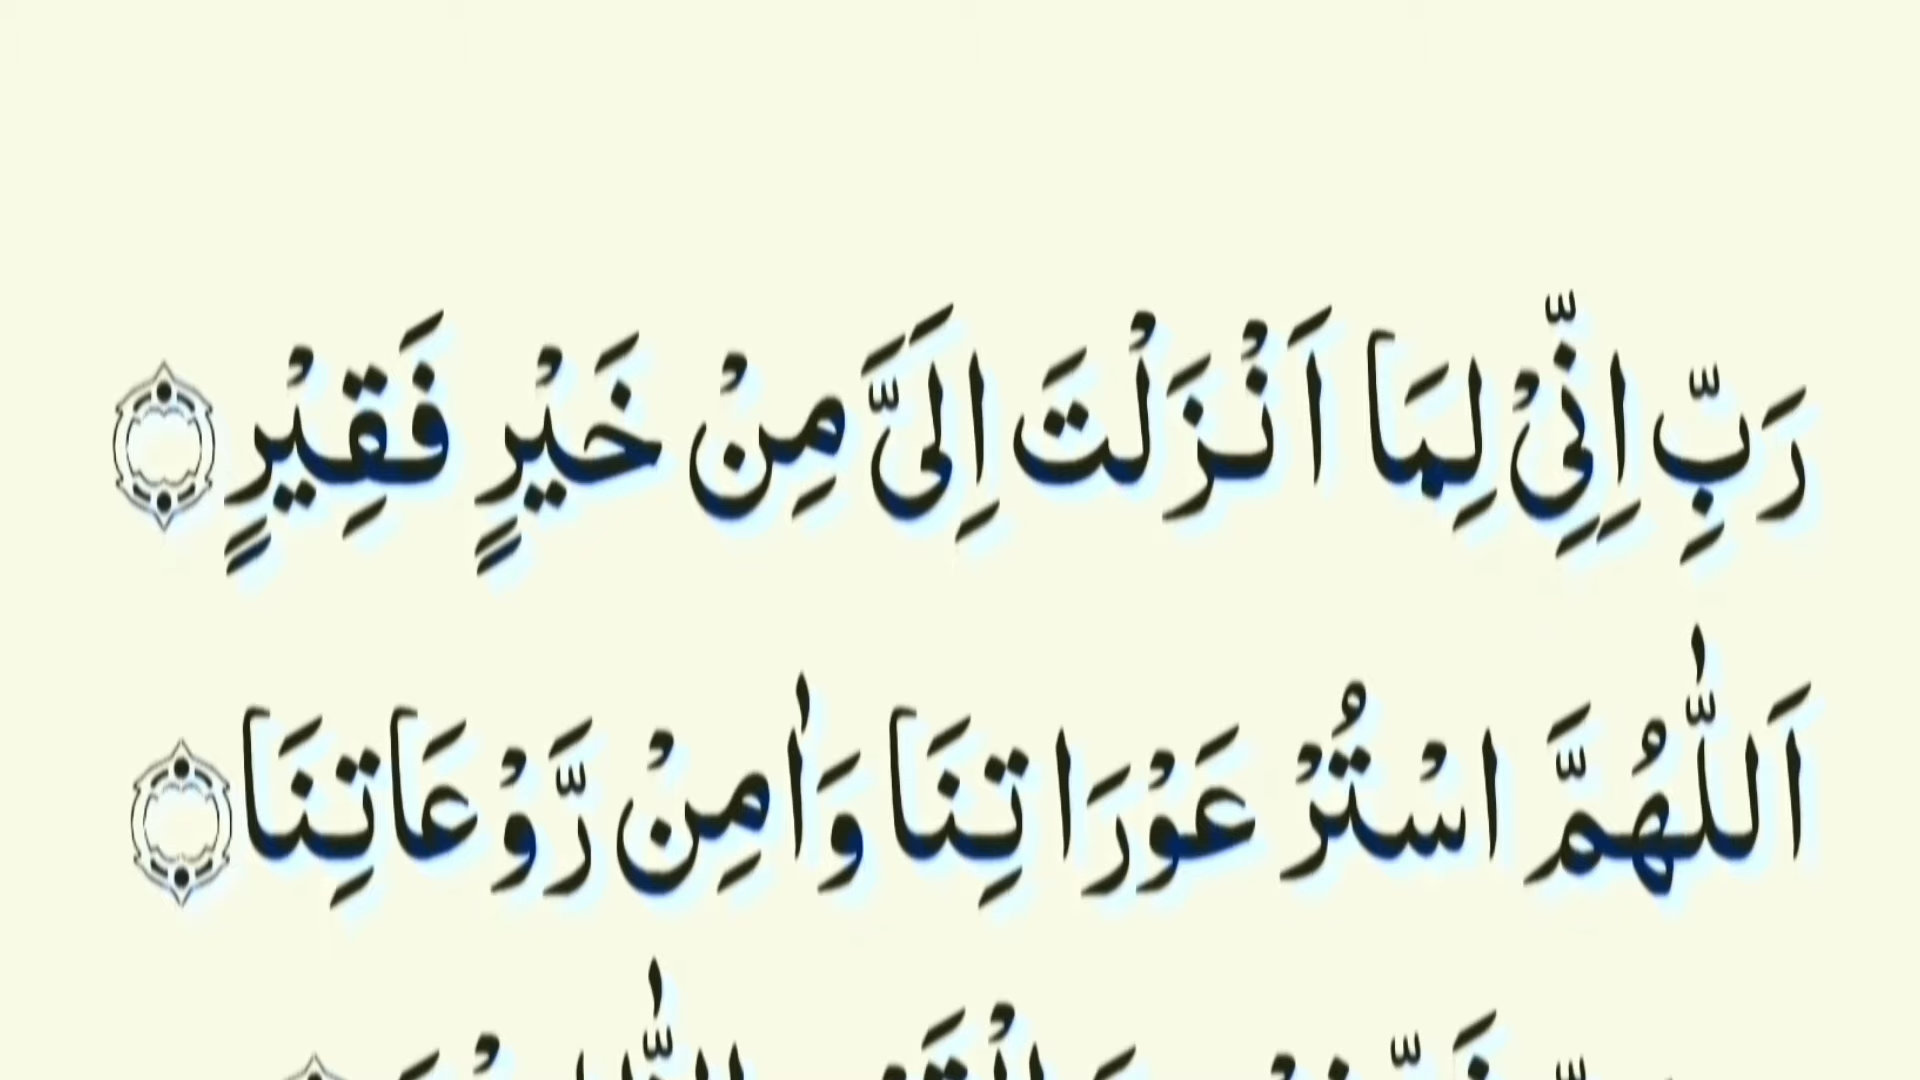 رَبِّ اِنِّیْ لِمَا اَنْزَلْتَ اِلَیَّ مِنْ خَیْرٍ فَقِیْرٍ
اَللّٰهُمَّ اسْتُرْ عَوْرَاتِنَا وَاٰمِنْ رَّوْعَاتِنَا